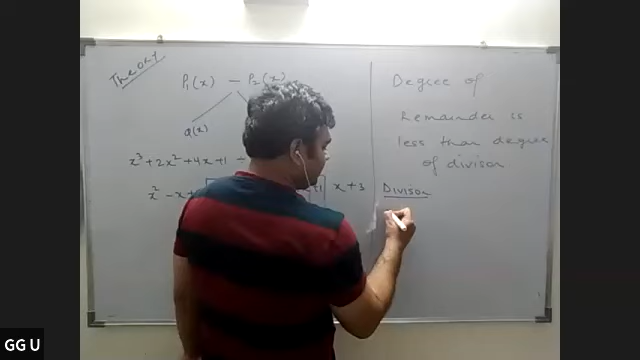 Theory
P₁(x) — P₂(x)
Q(x)
x³ + 2x² + 4x + 1 -
x² - x +
x + 3
Degree of
Remainder is
less than degree
of divisor
Divisor
GG U